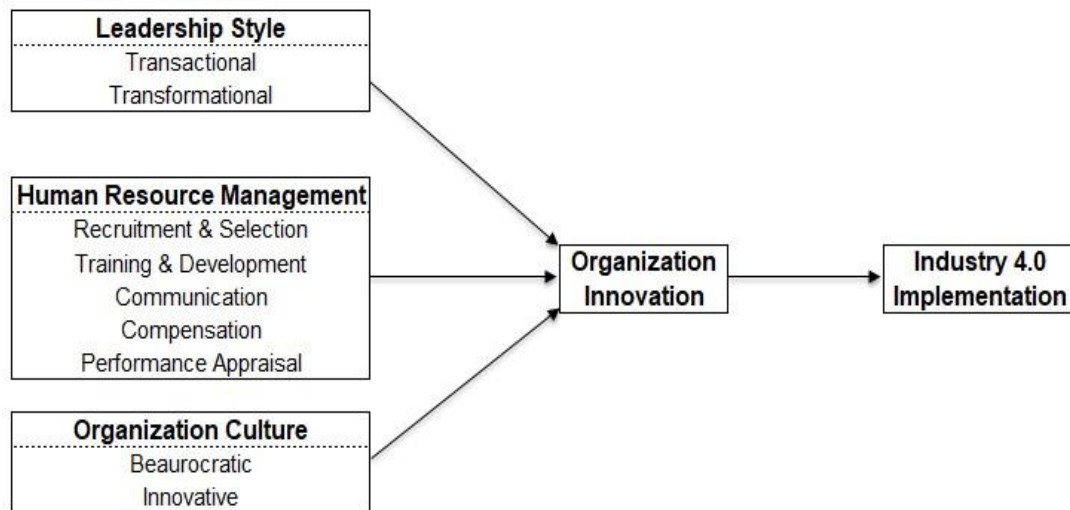 Leadership Style
Transactional
Transformational
Human Resource Management
Recruitment & Selection
Training & Development
Communication
Compensation
Performance Appraisal
Organization Culture
Beaurocratic
Innovative
Organization
Innovation
Industry 4.0
Implementation